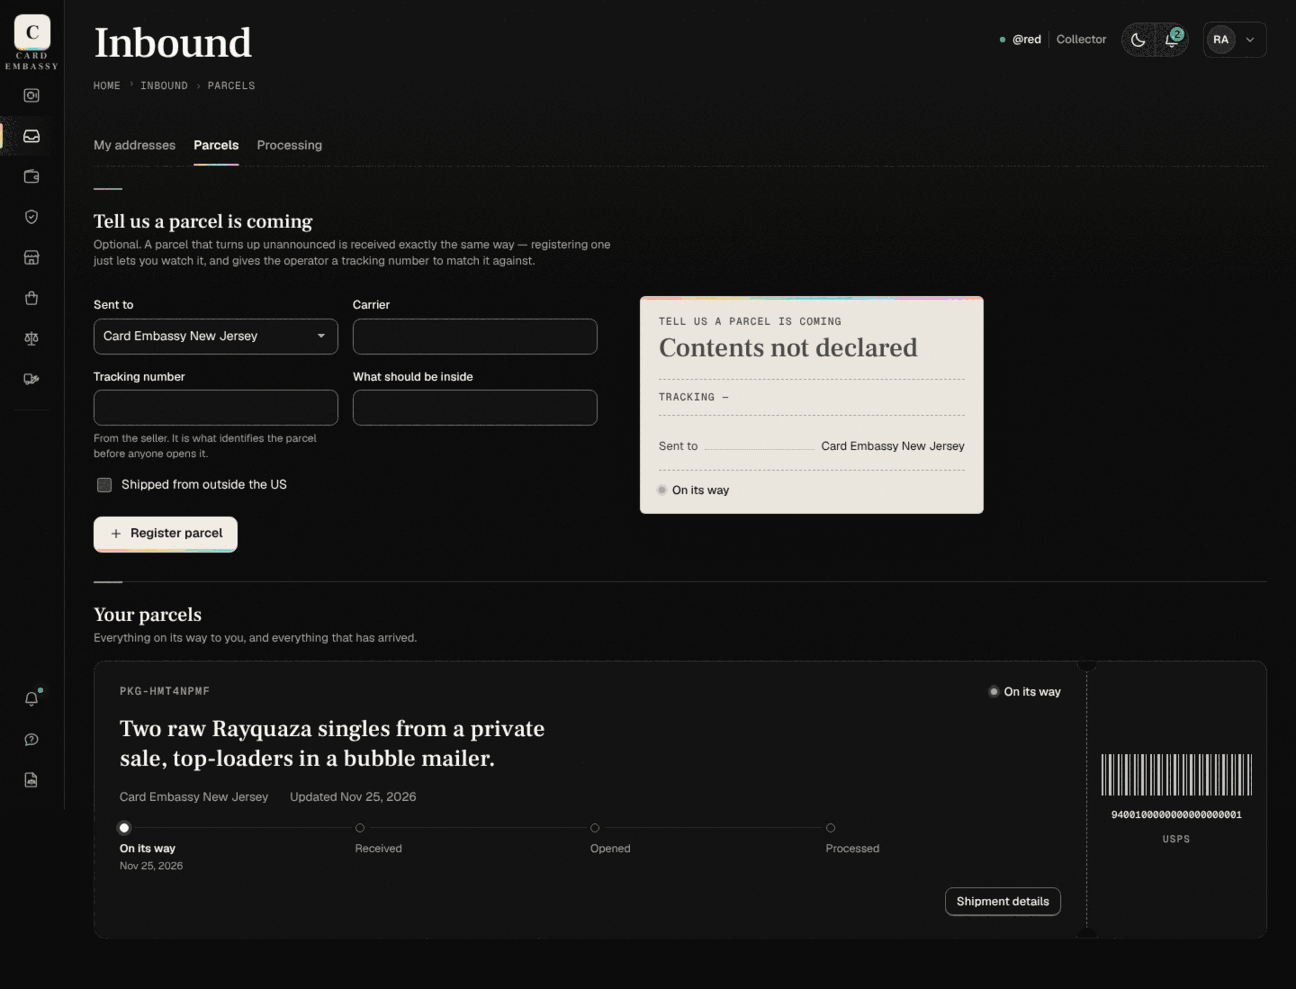 C
CARD
EMBASSY
Inbound
@red
Collector
2
RA
HOME › INBOUND › PARCELS
My addresses
Parcels
Processing
Tell us a parcel is coming
Optional. A parcel that turns up unannounced is received exactly the same way — registering one
just lets you watch it, and gives the operator a tracking number to match it against.
Sent to
Carrier
Card Embassy New Jersey
Tracking number
What should be inside
From the seller. It is what identifies the parcel
before anyone opens it.
Shipped from outside the US
+ Register parcel
TELL US A PARCEL IS COMING
Contents not declared
TRACKING —
Sent to
Card Embassy New Jersey
On its way
Your parcels
Everything on its way to you, and everything that has arrived.
PKG-HMT4NPMF
On its way
Two raw Rayquaza singles from a private
sale, top-loaders in a bubble mailer.
Card Embassy New Jersey
Updated Nov 25, 2026
On its way
Received
Opened
Processed
Nov 25, 2026
Shipment details
9400100000000000000001
USPS